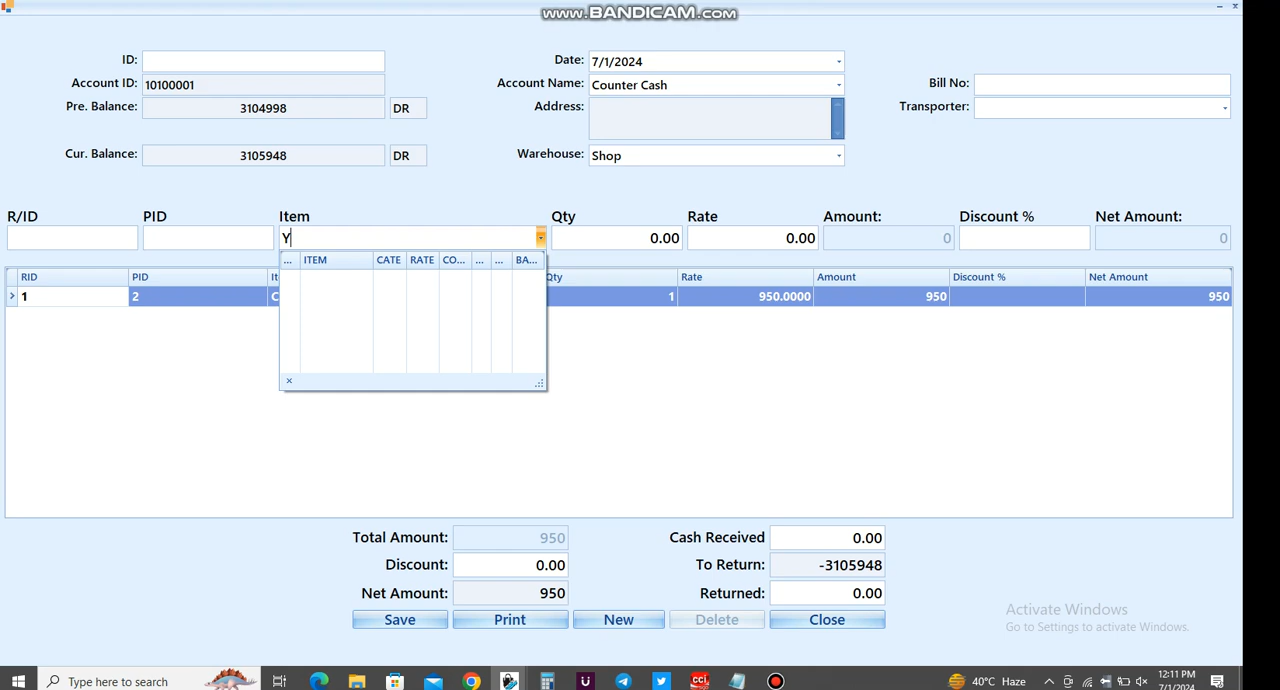 www.BANDICAM.com
ID:
Date: 7/1/2024
Account ID: 10100001
Account Name: Counter Cash
Bill No:
Pre. Balance: 3104998 DR
Address:
Transporter:
Cur. Balance: 3105948 DR
Warehouse: Shop
R/ID PID Item Qty Rate Amount: Discount % Net Amount:
Y 0.00 0.00 0 0
... ITEM CATE RATE CO... ... ... BA...
RID PID It Qty Rate Amount Discount % Net Amount
1 2 C 1 950.0000 950 950
Total Amount: 950
Cash Received 0.00
Discount: 0.00
To Return: -3105948
Net Amount: 950
Returned: 0.00
Save Print New Delete Close
Activate Windows
Go to Settings to activate Windows.
Type here to search
CCI
40°C Haze
12:11 PM
7/1/2024